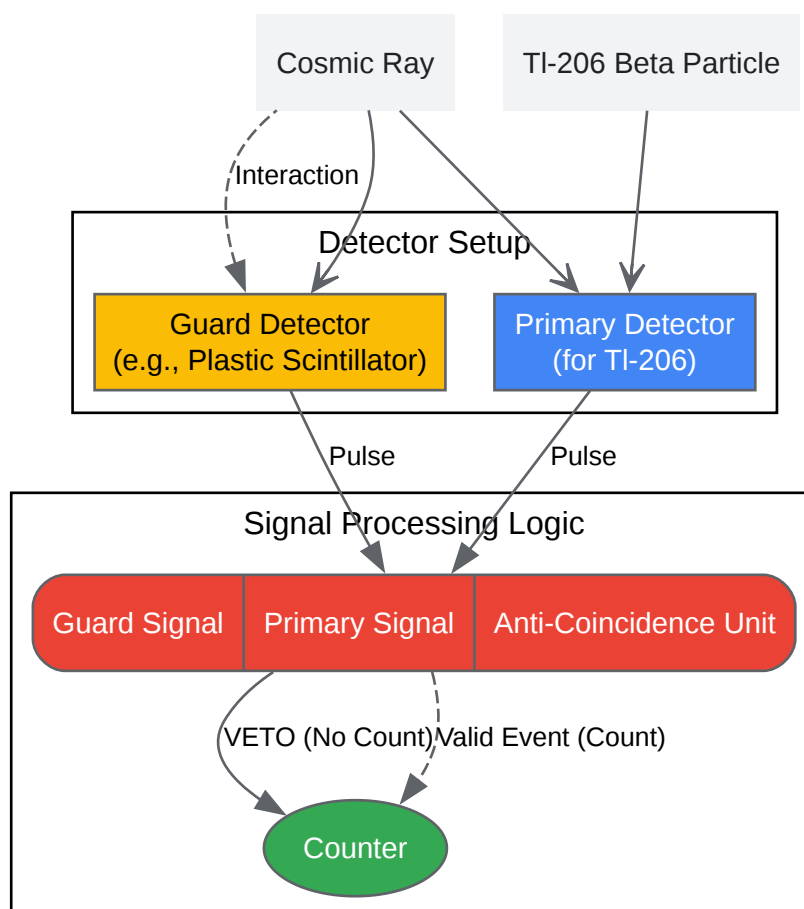 Cosmic Ray
Tl-206 Beta Particle
Interaction
Detector Setup
Guard Detector
(e.g., Plastic Scintillator)
Primary Detector
(for Tl-206)
Pulse
Pulse
Signal Processing Logic
Guard Signal
Primary Signal
Anti-Coincidence Unit
VETO (No Count)
Valid Event (Count)
Counter